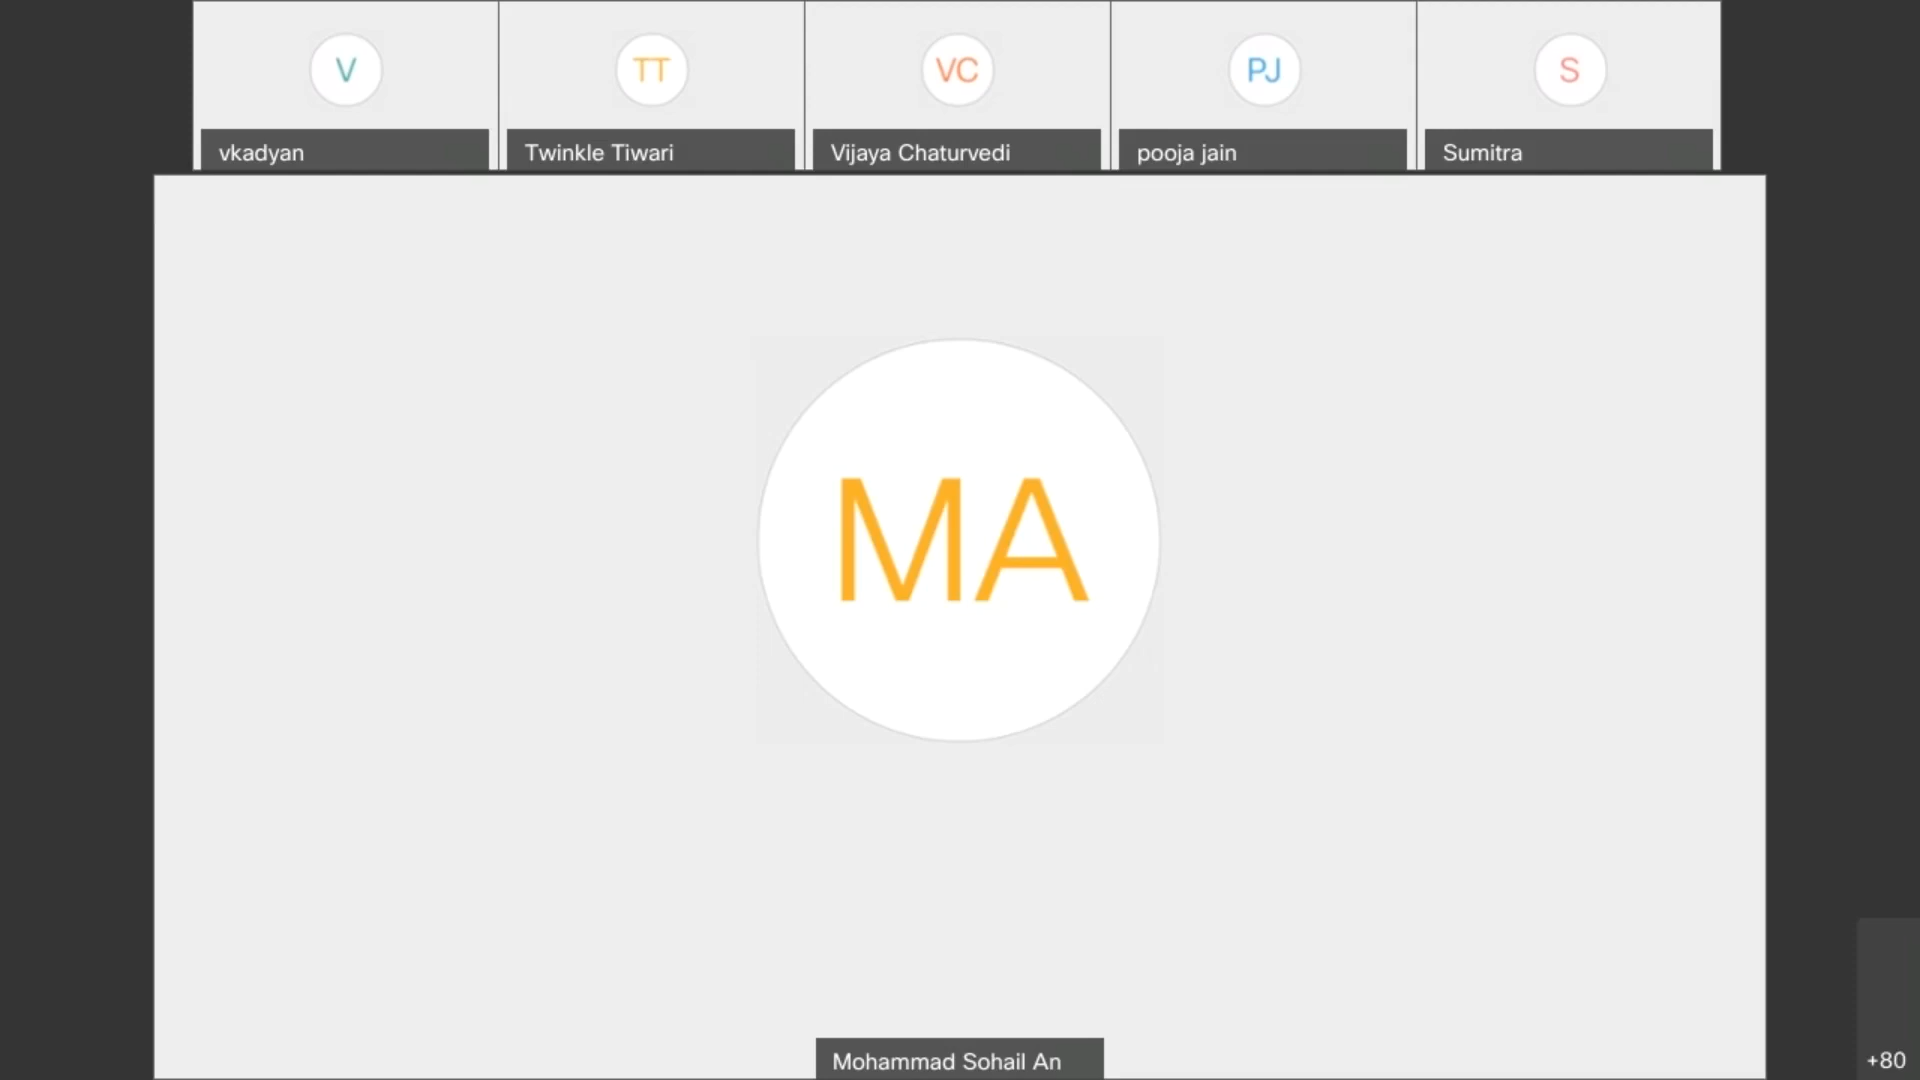 V
TT
VC
PJ
S
vkadyan
Twinkle Tiwari
Vijaya Chaturvedi
pooja jain
Sumitra
MA
Mohammad Sohail An
+80